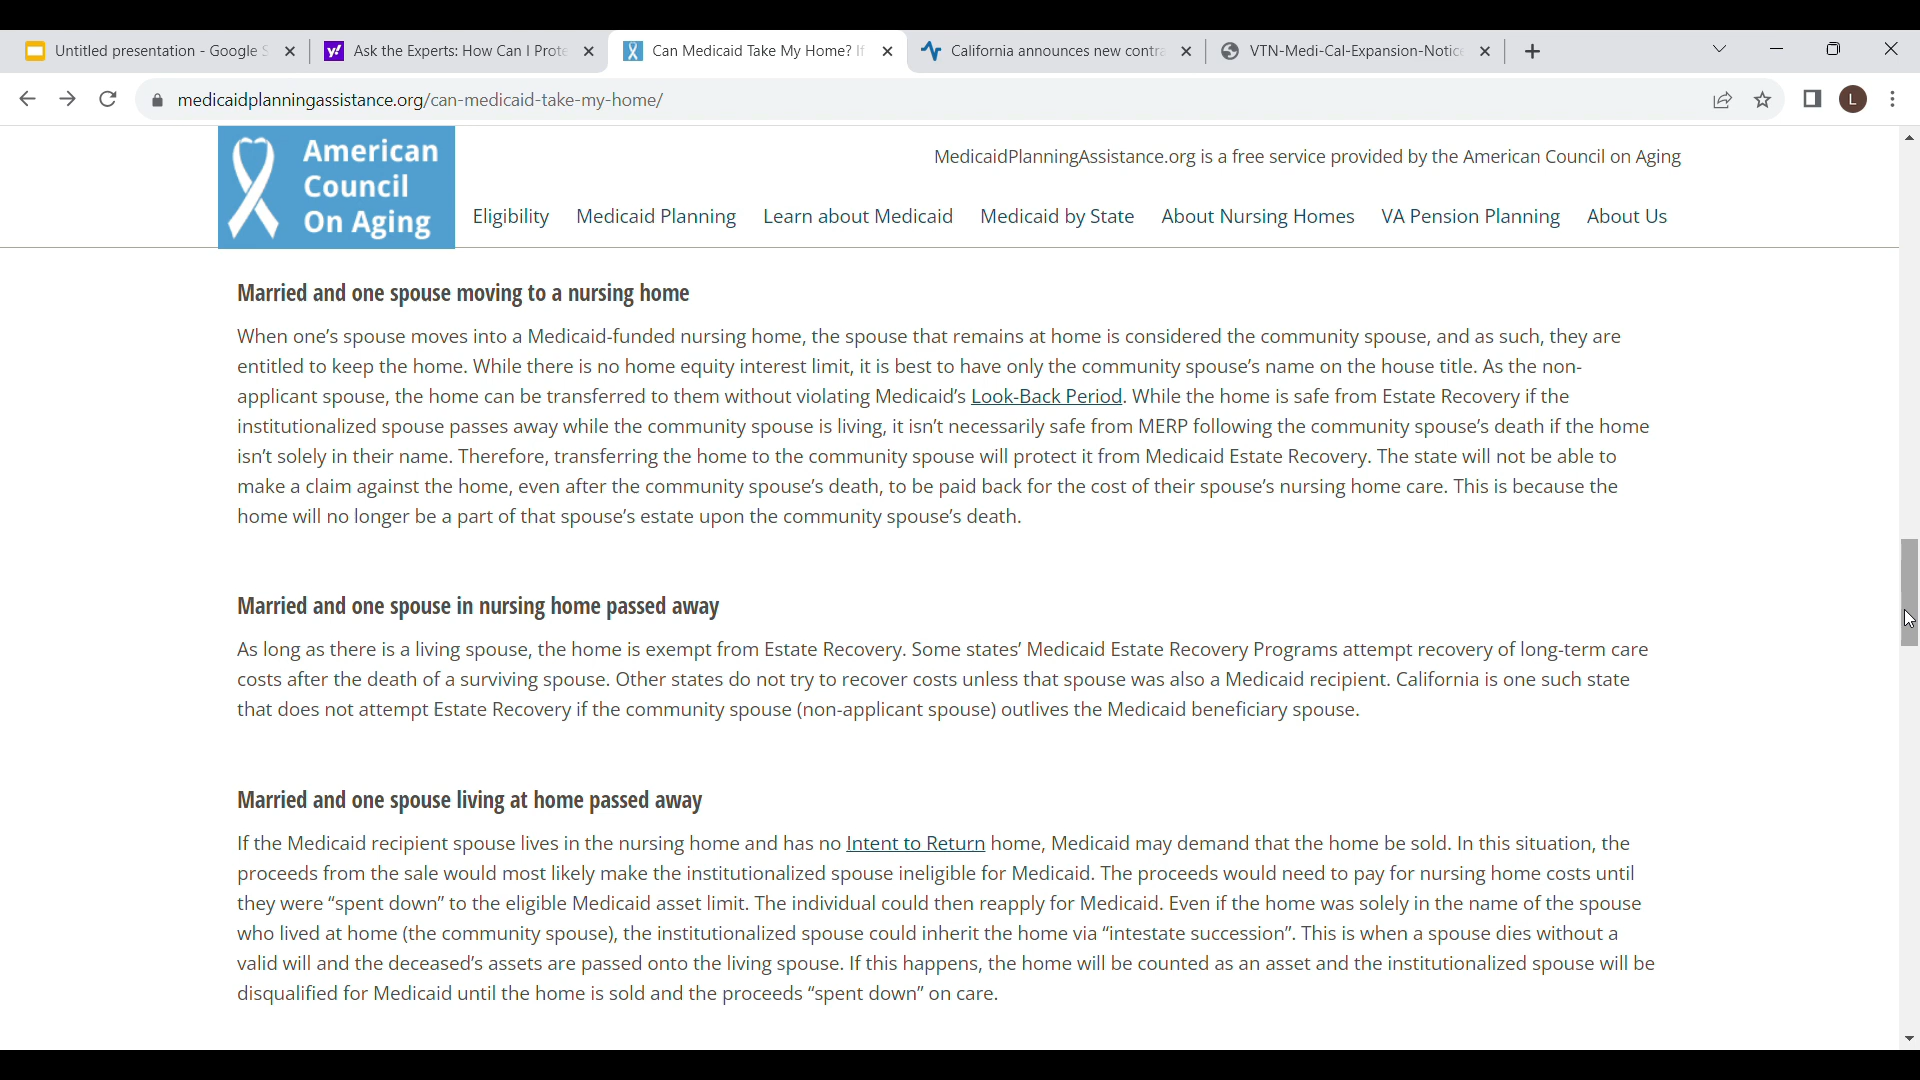 Untitled presentation - Google S
Ask the Experts: How Can I Prote
Can Medicaid Take My Home? If
California announces new contra
VTN-Medi-Cal-Expansion-Notice
medicaidplanningassistance.org/can-medicaid-take-my-home/
L
American
Council
On Aging
MedicaidPlanningAssistance.org is a free service provided by the American Council on Aging
Eligibility Medicaid Planning Learn about Medicaid Medicaid by State About Nursing Homes VA Pension Planning About Us
Married and one spouse moving to a nursing home
When one’s spouse moves into a Medicaid-funded nursing home, the spouse that remains at home is considered the community spouse, and as such, they are
entitled to keep the home. While there is no home equity interest limit, it is best to have only the community spouse’s name on the house title. As the non-
applicant spouse, the home can be transferred to them without violating Medicaid’s Look-Back Period. While the home is safe from Estate Recovery if the
institutionalized spouse passes away while the community spouse is living, it isn’t necessarily safe from MERP following the community spouse’s death if the home
isn’t solely in their name. Therefore, transferring the home to the community spouse will protect it from Medicaid Estate Recovery. The state will not be able to
make a claim against the home, even after the community spouse’s death, to be paid back for the cost of their spouse’s nursing home care. This is because the
home will no longer be a part of that spouse’s estate upon the community spouse’s death.
Married and one spouse in nursing home passed away
As long as there is a living spouse, the home is exempt from Estate Recovery. Some states’ Medicaid Estate Recovery Programs attempt recovery of long-term care
costs after the death of a surviving spouse. Other states do not try to recover costs unless that spouse was also a Medicaid recipient. California is one such state
that does not attempt Estate Recovery if the community spouse (non-applicant spouse) outlives the Medicaid beneficiary spouse.
Married and one spouse living at home passed away
If the Medicaid recipient spouse lives in the nursing home and has no Intent to Return home, Medicaid may demand that the home be sold. In this situation, the
proceeds from the sale would most likely make the institutionalized spouse ineligible for Medicaid. The proceeds would need to pay for nursing home costs until
they were “spent down” to the eligible Medicaid asset limit. The individual could then reapply for Medicaid. Even if the home was solely in the name of the spouse
who lived at home (the community spouse), the institutionalized spouse could inherit the home via “intestate succession”. This is when a spouse dies without a
valid will and the deceased’s assets are passed onto the living spouse. If this happens, the home will be counted as an asset and the institutionalized spouse will be
disqualified for Medicaid until the home is sold and the proceeds “spent down” on care.